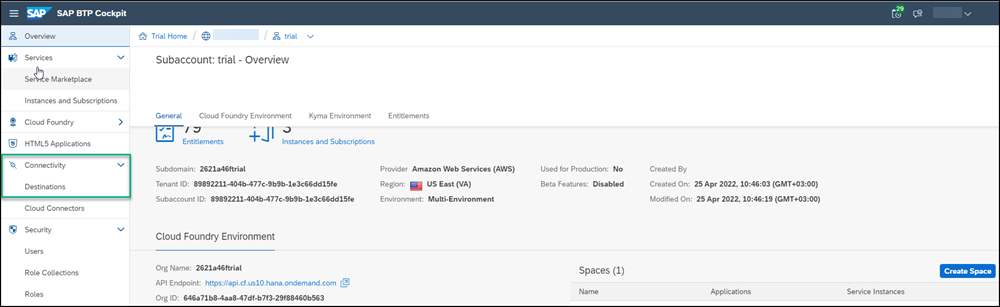 SAP SAP BTP Cockpit 29
Overview
Services
Service Marketplace
Instances and Subscriptions
Cloud Foundry
HTML5 Applications
Connectivity
Destinations
Cloud Connectors
Security
Users
Role Collections
Roles
Trial Home / / trial
Subaccount: trial - Overview
General Cloud Foundry Environment Kyma Environment Entitlements
79 3
Entitlements Instances and Subscriptions
Subdomain: 2621a46ftrial Provider: Amazon Web Services (AWS) Used for Production: No Created By
Tenant ID: 89892211-404b-477c-9b9b-1e3c66dd15fe Region: US East (VA) Beta Features: Disabled Created On: 25 Apr 2022, 10:46:03 (GMT+03:00)
Subaccount ID: 89892211-404b-477c-9b9b-1e3c66dd15fe Environment: Multi-Environment Modified On: 25 Apr 2022, 10:46:19 (GMT+03:00)
Cloud Foundry Environment
Org Name: 2621a46ftrial
API Endpoint: https://api.cf.us10.hana.ondemand.com
Org ID: 646a71b8-4aa8-47df-b7f3-29f88460b563
Spaces (1) Create Space
Name Applications Service Instances